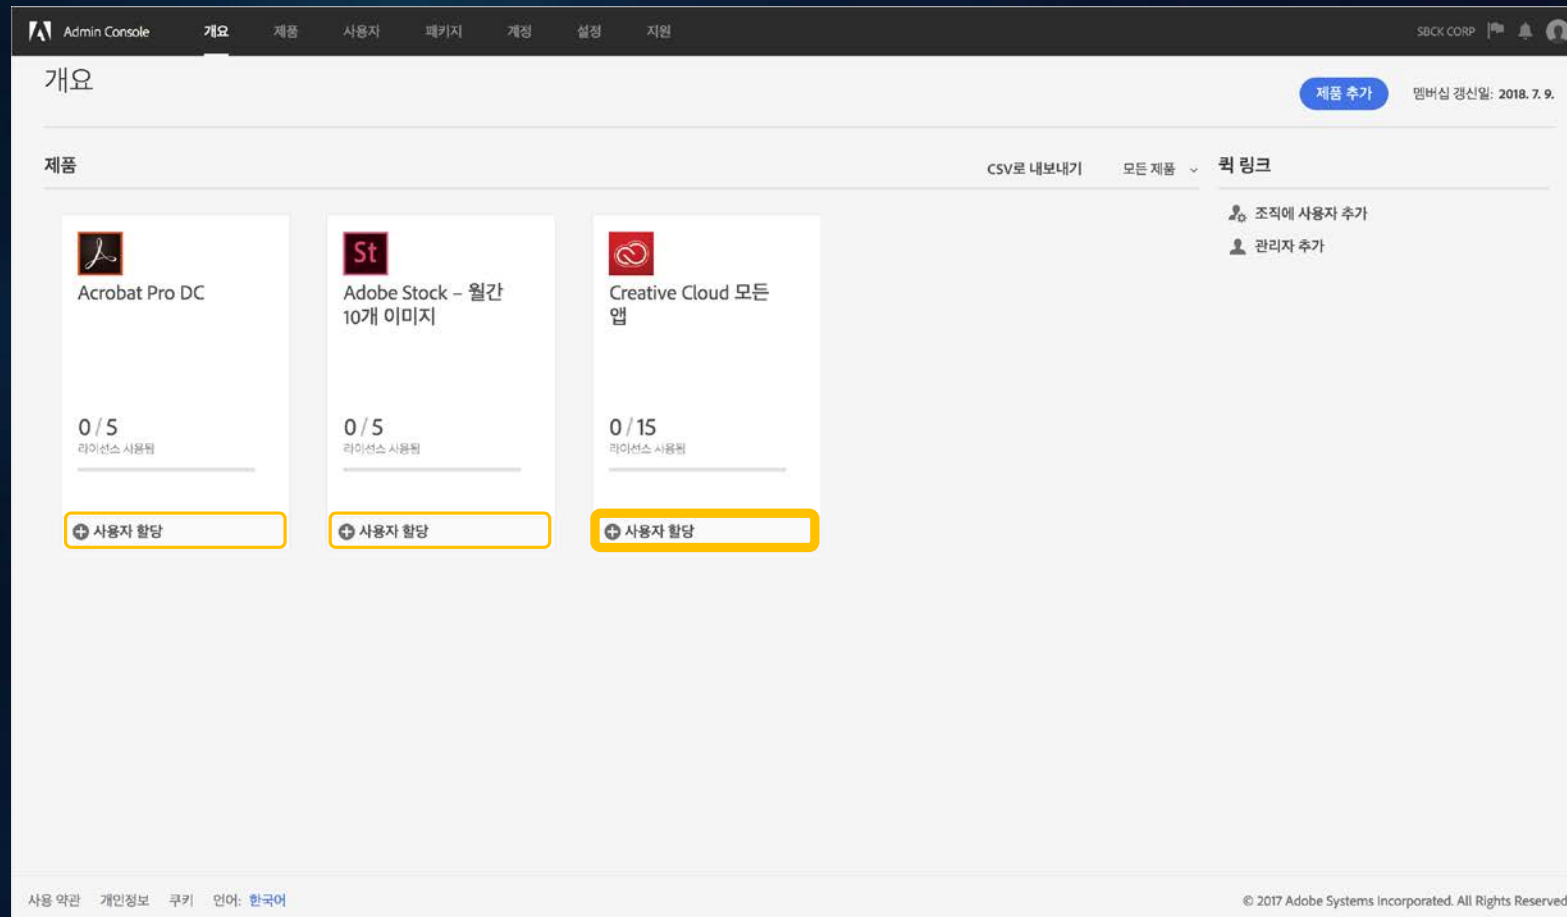 Admin Console 개요 제품 사용자 패키지 계정 설정 지원 SBCK CORP
개요
제품 추가 멤버십 갱신일: 2018. 7. 9.
제품 CSV로 내보내기 모든 제품 퀵 링크
조직에 사용자 추가
관리자 추가
Acrobat Pro DC
0 / 5
라이선스 사용됨
사용자 할당
St
Adobe Stock – 월간
10개 이미지
0 / 5
라이선스 사용됨
사용자 할당
Creative Cloud 모든
앱
0 / 15
라이선스 사용됨
사용자 할당
사용 약관 개인정보 쿠키 언어: 한국어 © 2017 Adobe Systems Incorporated. All Rights Reserved